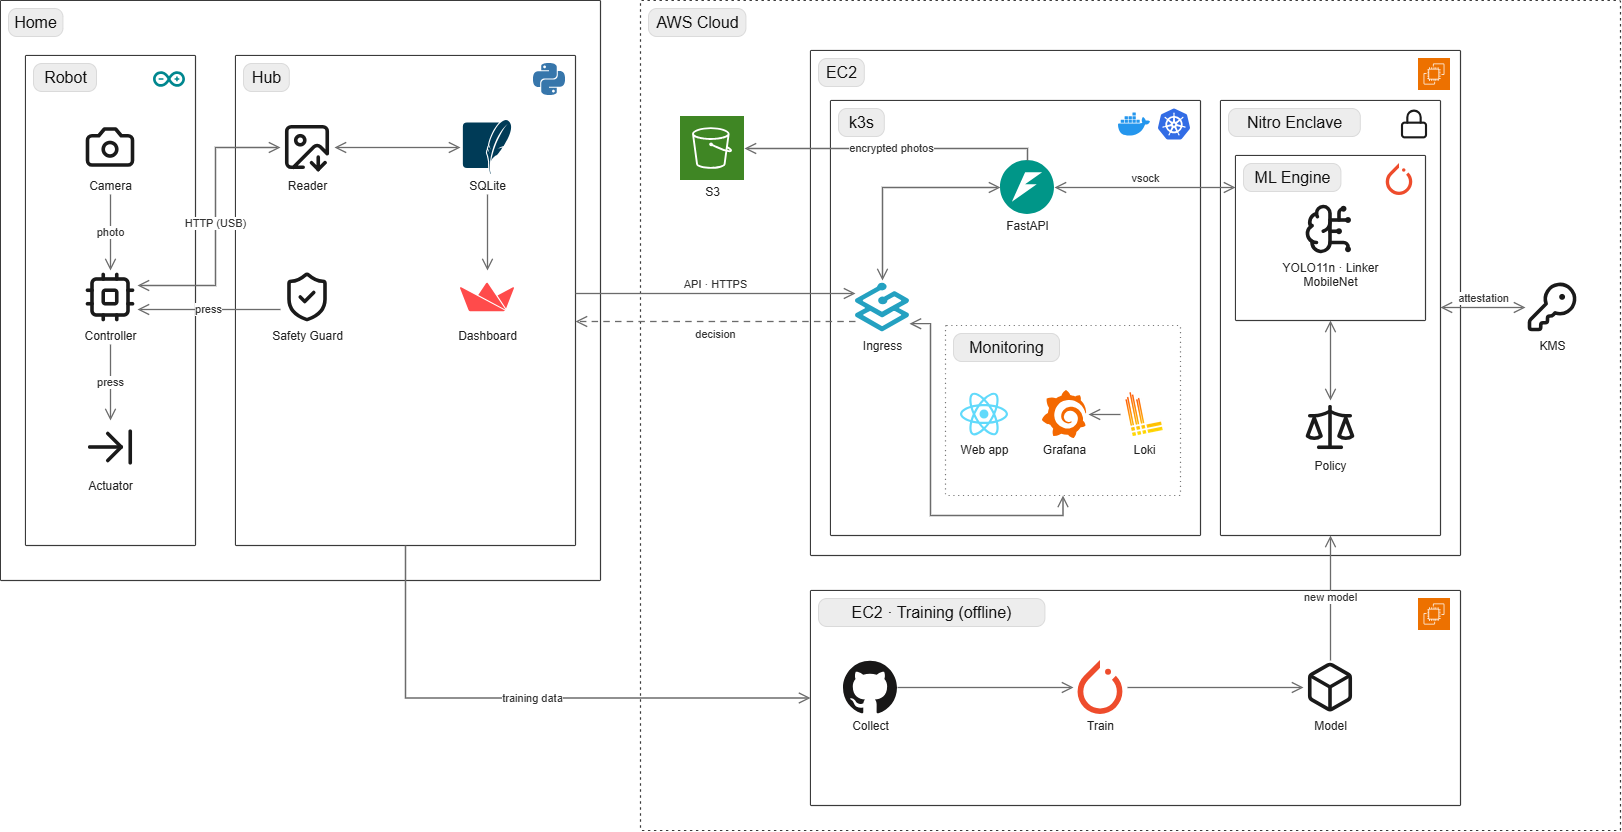 Home
AWS Cloud
Robot
Hub
EC2
k3s
Nitro Enclave
Camera
Reader
SQLite
S3
encrypted photos
FastAPI
vsock
ML Engine
YOLO11n · Linker
MobileNet
photo
HTTP (USB)
Controller
press
Safety Guard
Dashboard
API · HTTPS
decision
Ingress
Monitoring
Web app
Grafana
Loki
attestation
KMS
press
Actuator
Policy
new model
EC2 · Training (offline)
training data
Collect
Train
Model